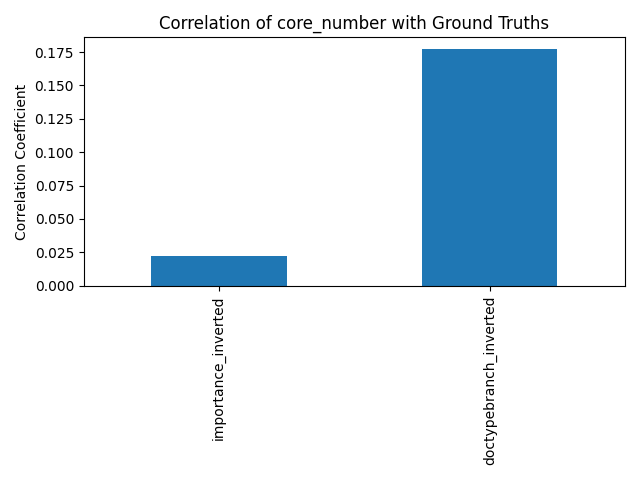 Correlation of core_number with Ground Truths
Correlation Coefficient
0.175
0.150
0.125
0.100
0.075
0.050
0.025
0.000
importance_inverted
doctypebranch_inverted